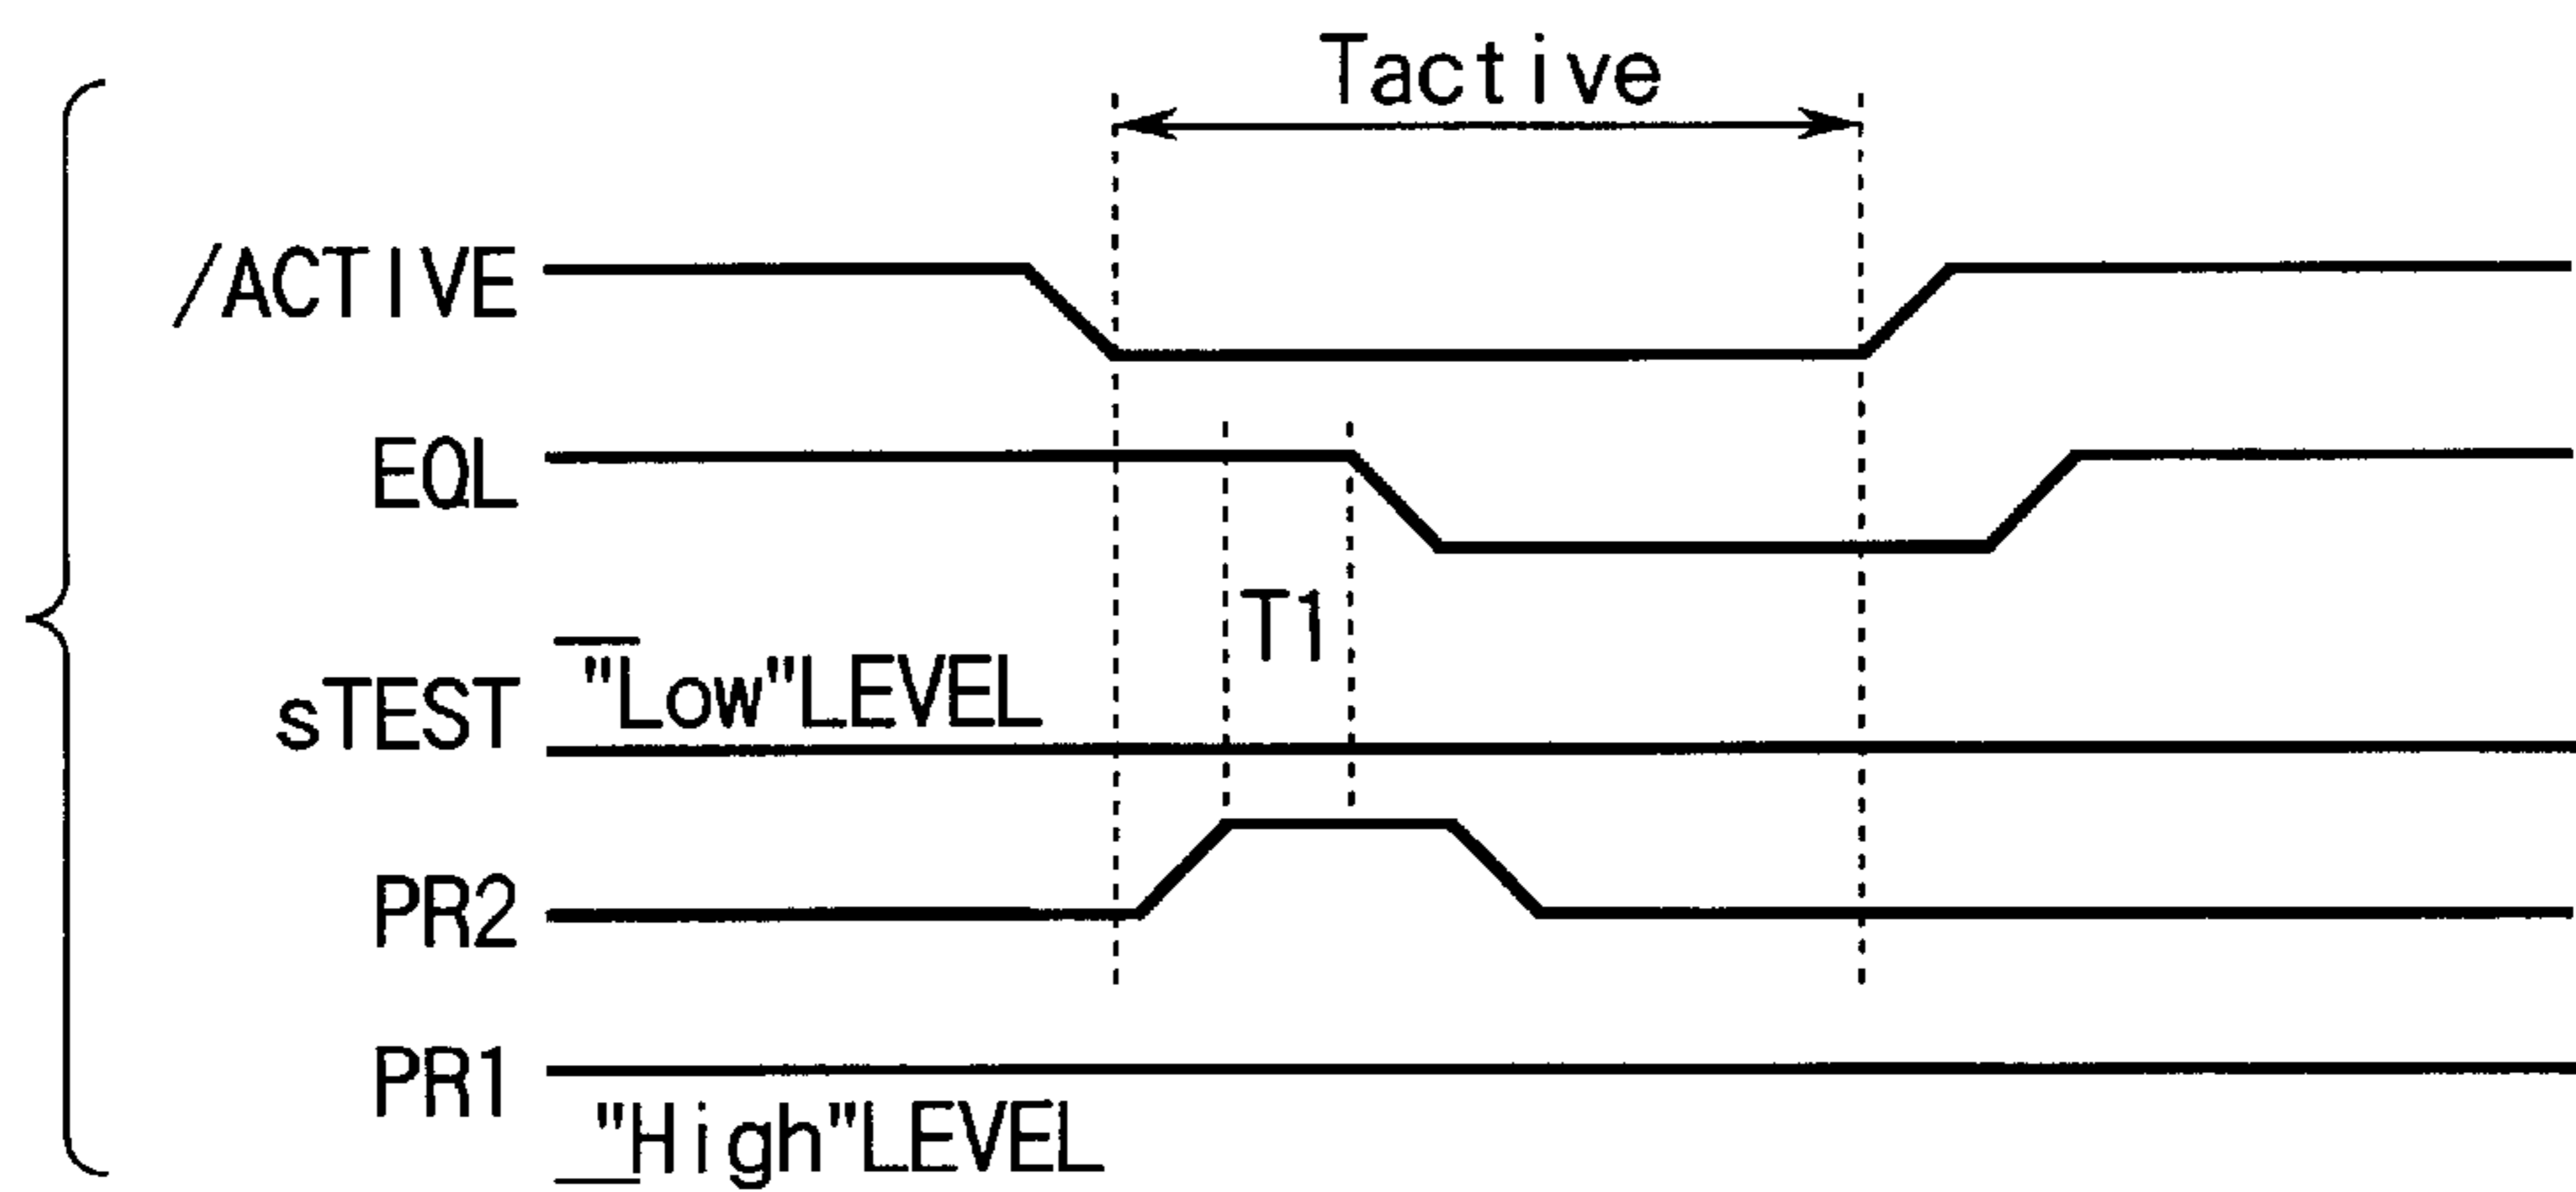 Tactive
/ACTIVE
EQL
T1
sTEST "Low"LEVEL
PR2
PR1
"High"LEVEL